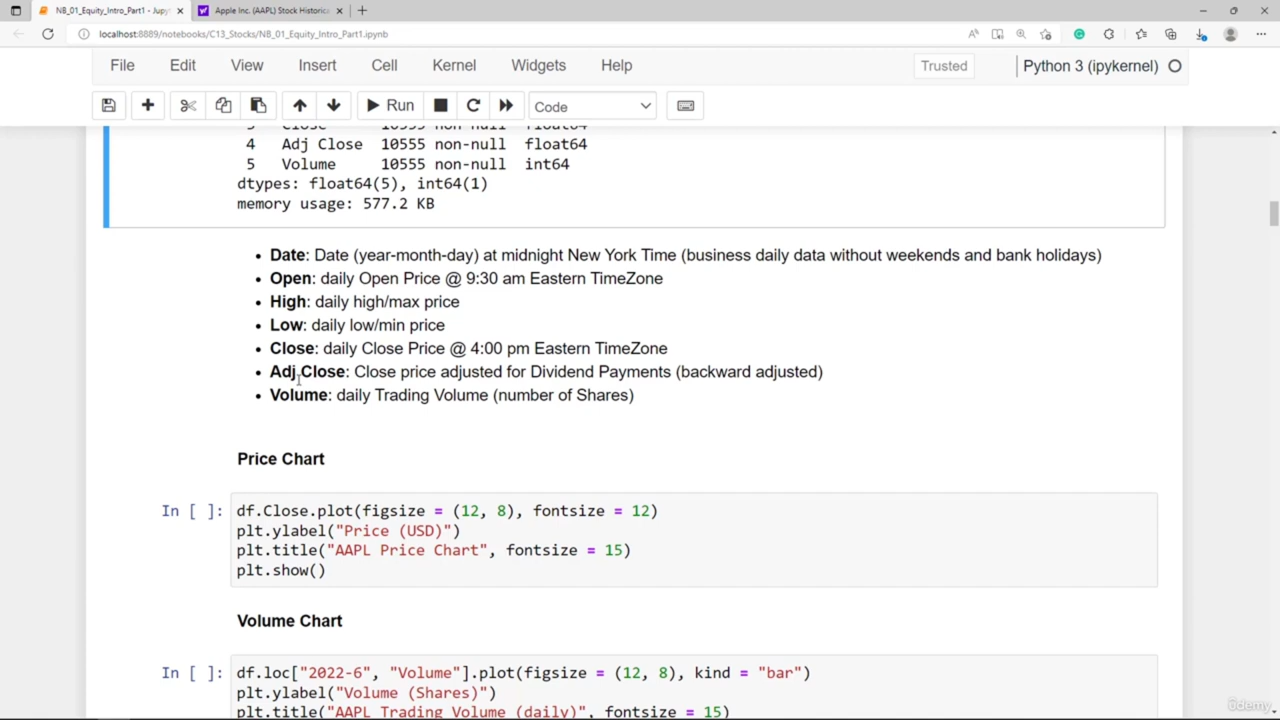 NB_01_Equity_Intro_Part1 - Jupy
Apple Inc. (AAPL) Stock Historica
localhost:8889/notebooks/C13_Stocks/NB_01_Equity_Intro_Part1.ipynb
File Edit View Insert Cell Kernel Widgets Help Trusted Python 3 (ipykernel)
Run Code
3 Close 10555 non-null float64
4 Adj Close 10555 non-null float64
5 Volume 10555 non-null int64
dtypes: float64(5), int64(1)
memory usage: 577.2 KB
• Date: Date (year-month-day) at midnight New York Time (business daily data without weekends and bank holidays)
• Open: daily Open Price @ 9:30 am Eastern TimeZone
• High: daily high/max price
• Low: daily low/min price
• Close: daily Close Price @ 4:00 pm Eastern TimeZone
• Adj Close: Close price adjusted for Dividend Payments (backward adjusted)
• Volume: daily Trading Volume (number of Shares)
Price Chart
In [ ]: df.Close.plot(figsize = (12, 8), fontsize = 12)
plt.ylabel("Price (USD)")
plt.title("AAPL Price Chart", fontsize = 15)
plt.show()
Volume Chart
In [ ]: df.loc["2022-6", "Volume"].plot(figsize = (12, 8), kind = "bar")
plt.ylabel("Volume (Shares)")
plt.title("AAPL Trading Volume (daily)", fontsize = 15)
ûdemy